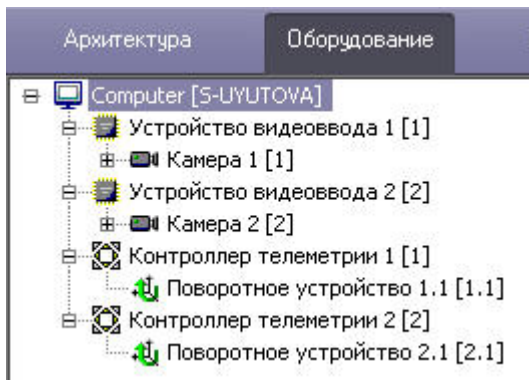 Архитектура Оборудование
Computer [S-UYUTOVA]
Устройство видеоввода 1 [1]
Камера 1 [1]
Устройство видеоввода 2 [2]
Камера 2 [2]
Контроллер телеметрии 1 [1]
Поворотное устройство 1.1 [1.1]
Контроллер телеметрии 2 [2]
Поворотное устройство 2.1 [2.1]